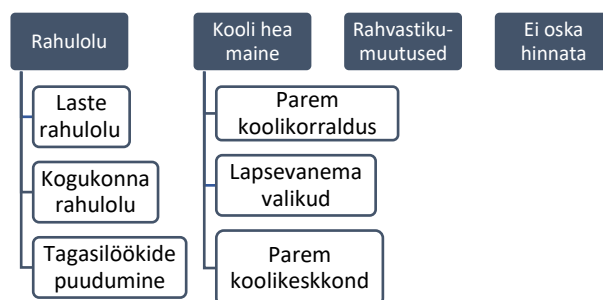 Rahulolu
Laste
rahulolu
Kogukonna
rahulolu
Tagasilöökide
puudumine
Kooli hea
maine
Parem
koolikorraldus
Lapsevanema
valikud
Parem
koolikeskkond
Rahvastiku-
muutused
Ei oska
hinnata